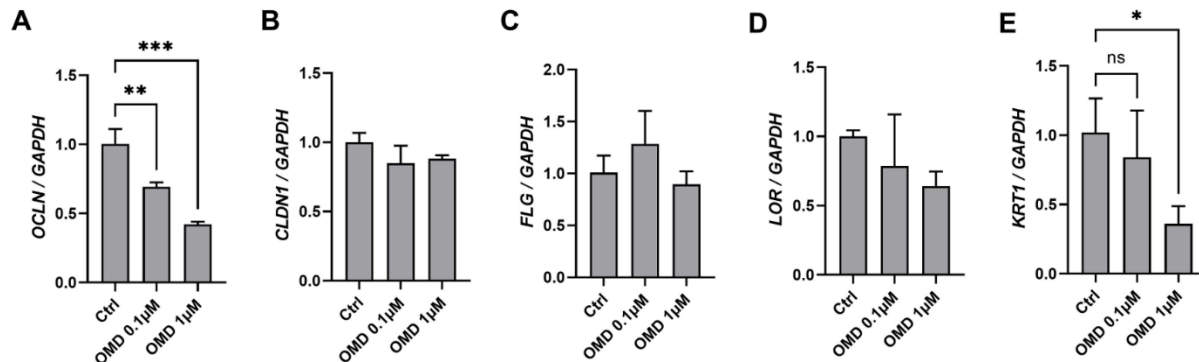 A
OCLN / GAPDH
***
**
1.5
1.0
0.5
0.0
Ctrl
OMD 0.1µM
OMD 1µM
B
CLDN1 / GAPDH
1.5
1.0
0.5
0.0
Ctrl
OMD 0.1µM
OMD 1µM
C
FLG / GAPDH
2.0
1.5
1.0
0.5
0.0
Ctrl
OMD 0.1µM
OMD 1µM
D
LOR / GAPDH
1.5
1.0
0.5
0.0
Ctrl
OMD 0.1µM
OMD 1µM
E
KRT1 / GAPDH
*
ns
1.5
1.0
0.5
0.0
Ctrl
OMD 0.1µM
OMD 1µM